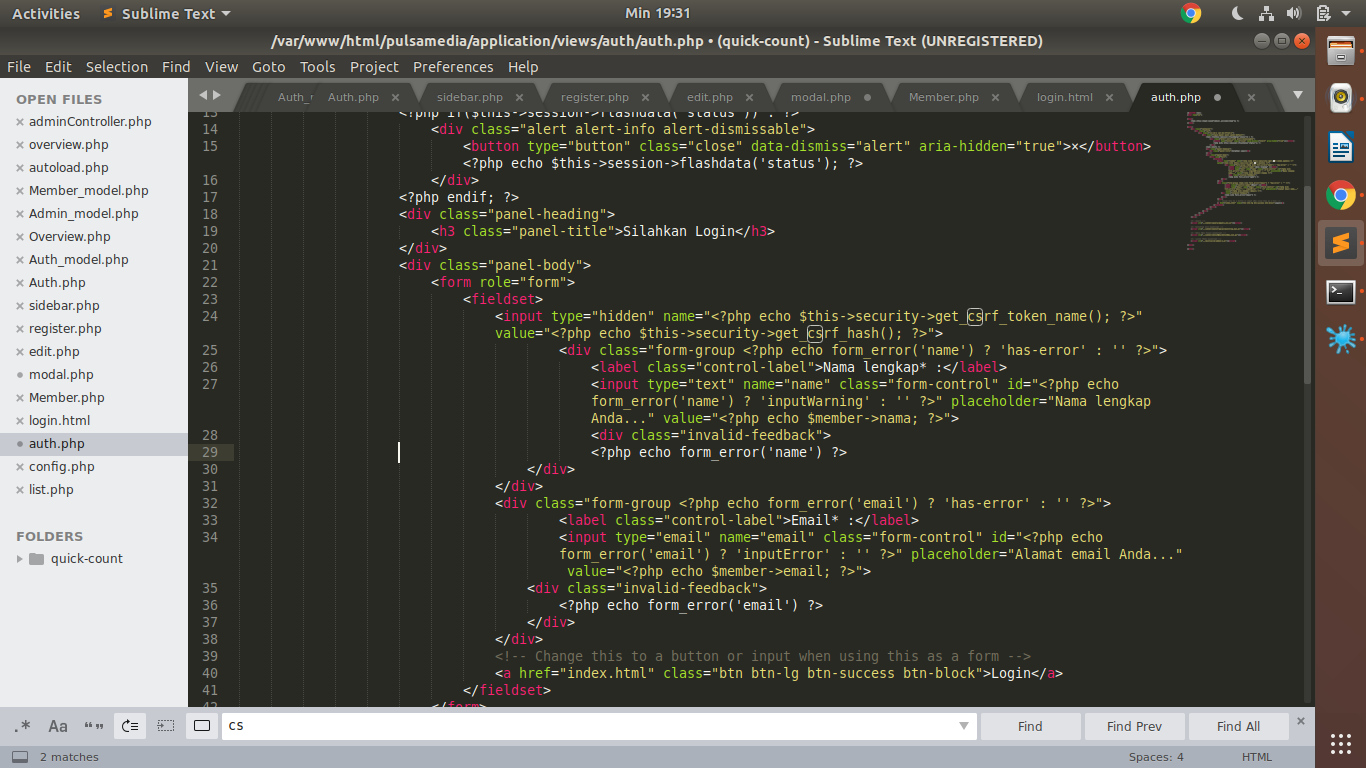 Activities
Sublime Text
Min 19:31
/var/www/html/pulsamedia/application/views/auth/auth.php • (quick-count) - Sublime Text (UNREGISTERED)
File Edit Selection Find View Goto Tools Project Preferences Help
OPEN FILES
adminController.php
overview.php
autoload.php
Member_model.php
Admin_model.php
Overview.php
Auth_model.php
Auth.php
sidebar.php
register.php
edit.php
modal.php
Member.php
login.html
auth.php
config.php
list.php
FOLDERS
quick-count
Auth.php sidebar.php register.php edit.php modal.php Member.php login.html auth.php
13 <?php if($this->session->flashdata('status')) : ?>
14 <div class="alert alert-info alert-dismissable">
15 <button type="button" class="close" data-dismiss="alert" aria-hidden="true">×</button>
<?php echo $this->session->flashdata('status'); ?>
16 </div>
17 <?php endif; ?>
18 <div class="panel-heading">
19 <h3 class="panel-title">Silahkan Login</h3>
20 </div>
21 <div class="panel-body">
22 <form role="form">
23 <fieldset>
24 <input type="hidden" name="<?php echo $this->security->get_csrf_token_name(); ?>"
value="<?php echo $this->security->get_csrf_hash(); ?>">
25 <div class="form-group <?php echo form_error('name') ? 'has-error' : '' ?>">
26 <label class="control-label">Nama lengkap* :</label>
27 <input type="text" name="name" class="form-control" id="<?php echo
form_error('name') ? 'inputWarning' : '' ?>" placeholder="Nama lengkap
Anda..." value="<?php echo $member->nama; ?>">
28 <div class="invalid-feedback">
29 <?php echo form_error('name') ?>
30 </div>
31 </div>
32 <div class="form-group <?php echo form_error('email') ? 'has-error' : '' ?>">
33 <label class="control-label">Email* :</label>
34 <input type="email" name="email" class="form-control" id="<?php echo
form_error('email') ? 'inputError' : '' ?>" placeholder="Alamat email Anda..."
value="<?php echo $member->email; ?>">
35 <div class="invalid-feedback">
36 <?php echo form_error('email') ?>
37 </div>
38 </div>
39 <!-- Change this to a button or input when using this as a form -->
40 <a href="index.html" class="btn btn-lg btn-success btn-block">Login</a>
41 </fieldset>
42 </form>
.* Aa “” cs Find Find Prev Find All
2 matches
Spaces: 4
HTML